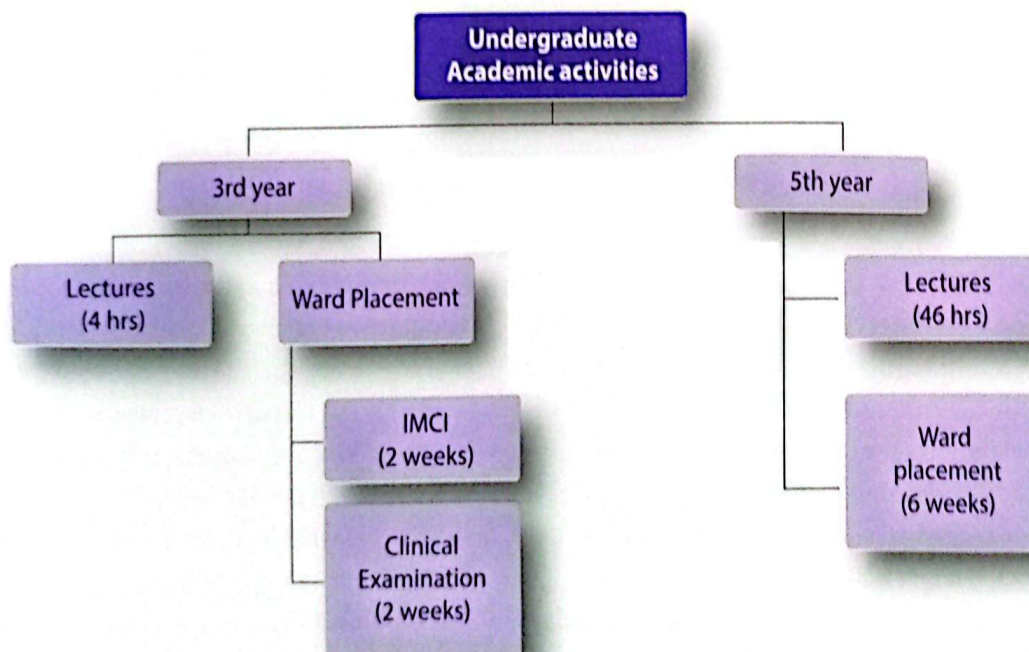 Undergraduate
Academic activities
3rd year
5th year
Lectures
(4 hrs)
Ward Placement
Lectures
(46 hrs)
IMCI
(2 weeks)
Ward
placement
(6 weeks)
Clinical
Examination
(2 weeks)